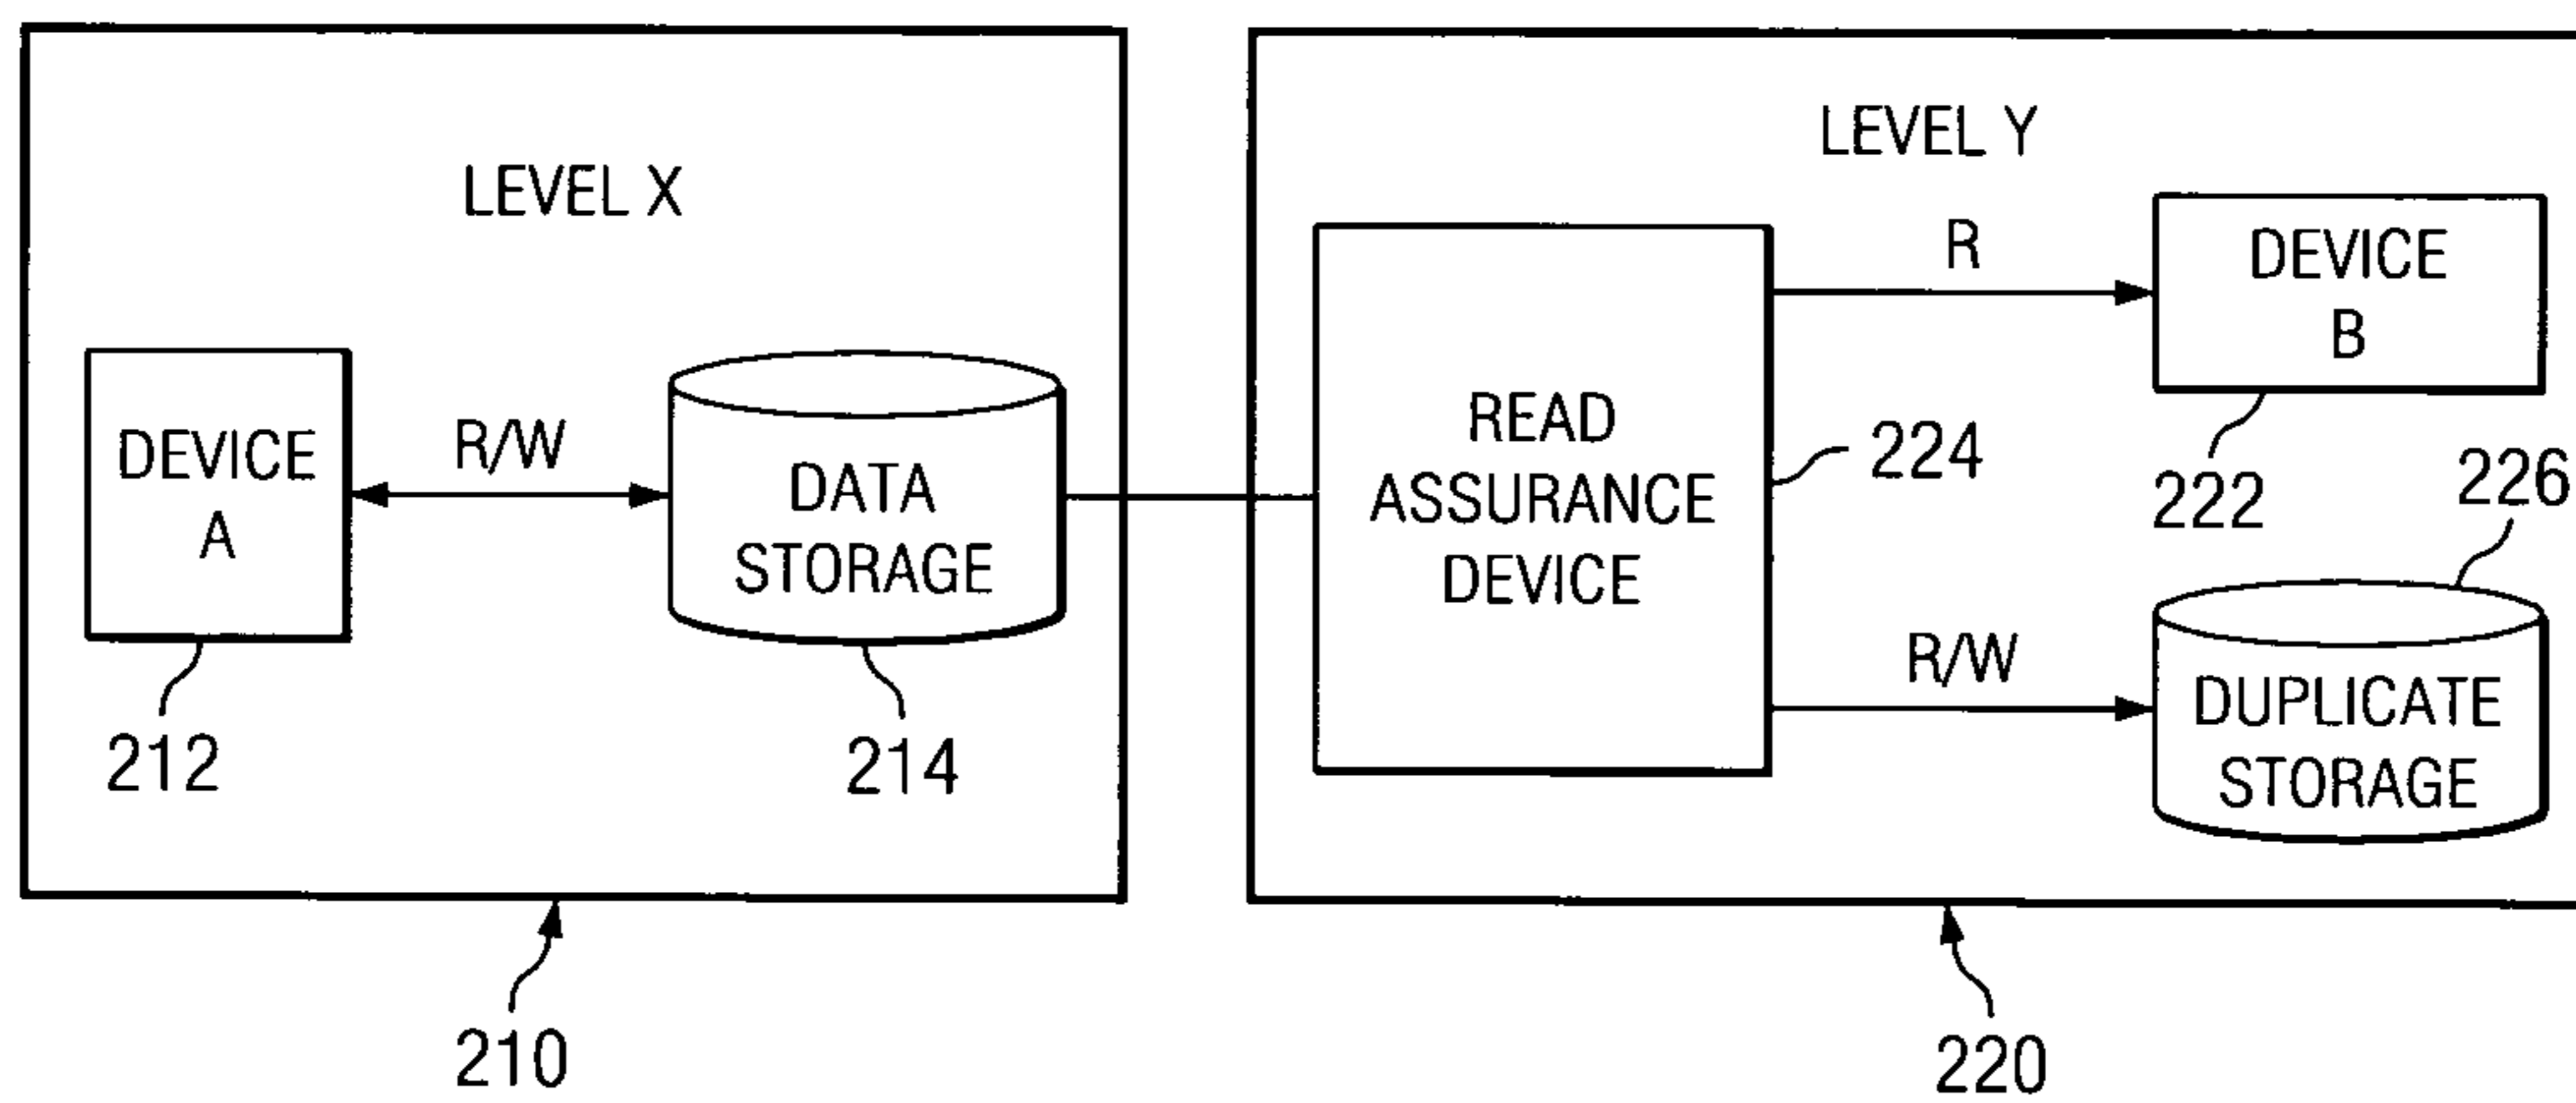 LEVEL X
DEVICE
A
R/W
DATA
STORAGE
212
214
210
LEVEL Y
READ
ASSURANCE
DEVICE
R
DEVICE
B
224
222
226
R/W
DUPLICATE
STORAGE
220